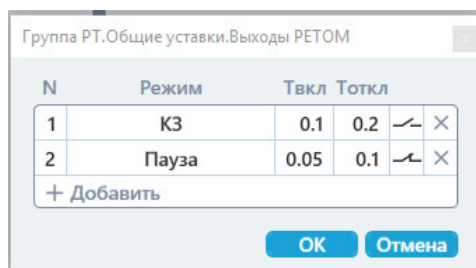 Группа РТ.Общие уставки.Выходы РЕТОМ
N Режим Твкл Тоткл
1 КЗ 0.1 0.2
2 Пауза 0.05 0.1
+ Добавить
ОК Отмена